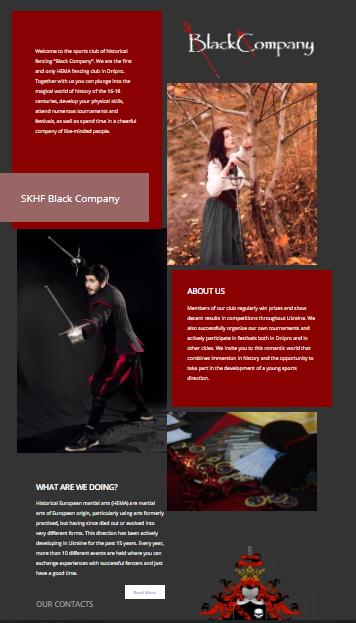 BlackCompany
Welcome to the sports club of historical
fencing "Black Company". We are the first
and only HEMA fencing club in Dnipro.
Together with us you can plunge into the
magical world of history of the 16-18
centuries, develop your physical skills,
attend numerous tournaments and
festivals, as well as spend time in a cheerful
company of like-minded people.
SKHF Black Company
ABOUT US
Members of our club regularly win prizes and show
decent results in competitions throughout Ukraine. We
also successfully organize our own tournaments and
actively participate in festivals both in Dnipro and in
other cities. We invite you to this romantic world that
combines immersion in history and the opportunity to
take part in the development of a young sports
direction.
WHAT ARE WE DOING?
Historical European martial arts (HEMA) are martial
arts of European origin, particularly using arts formerly
practised, but having since died out or evolved into
very different forms. This direction has been actively
developing in Ukraine for the past 15 years. Every year,
more than 10 different events are held where you can
exchange experiences with successful fencers and just
have a good time.
Read More
OUR CONTACTS